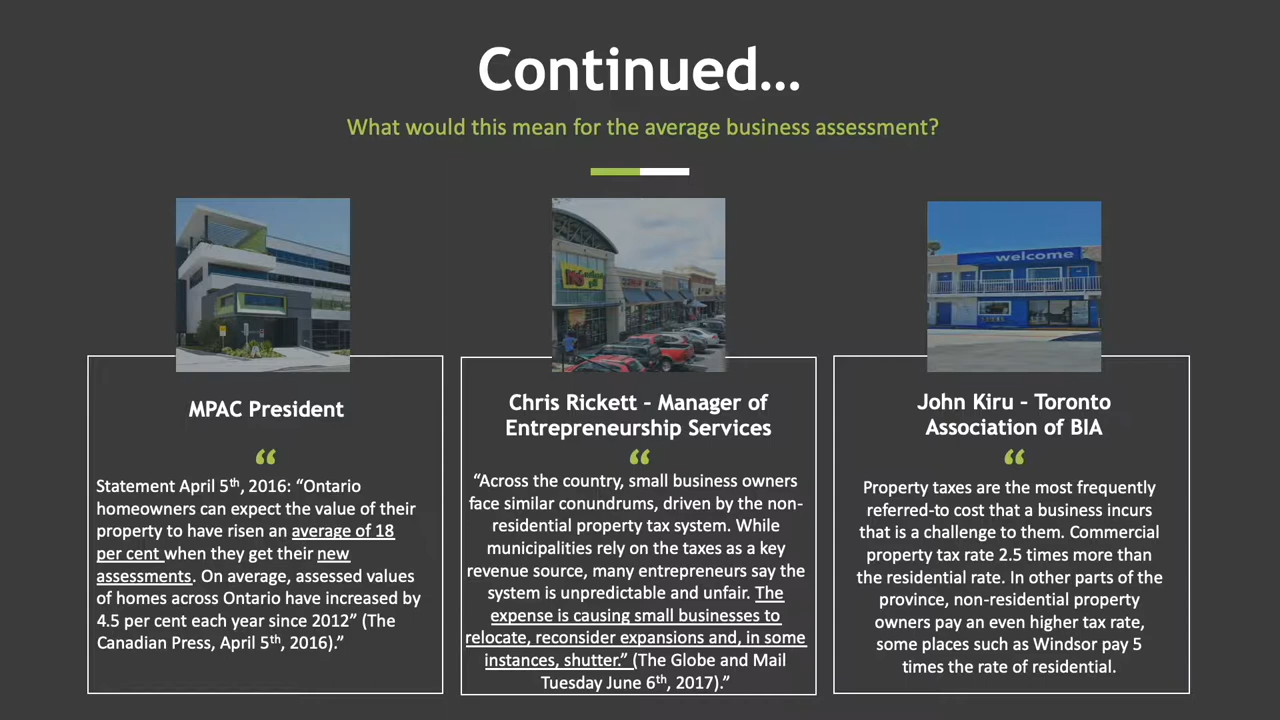 Continued...
What would this mean for the average business assessment?
welcome
MPAC President
“
Statement April 5th, 2016: “Ontario
homeowners can expect the value of their
property to have risen an average of 18
per cent when they get their new
assessments. On average, assessed values
of homes across Ontario have increased by
4.5 per cent each year since 2012” (The
Canadian Press, April 5th, 2016).”
Chris Rickett - Manager of
Entrepreneurship Services
“
“Across the country, small business owners
face similar conundrums, driven by the non-
residential property tax system. While
municipalities rely on the taxes as a key
revenue source, many entrepreneurs say the
system is unpredictable and unfair. The
expense is causing small businesses to
relocate, reconsider expansions and, in some
instances, shutter.” (The Globe and Mail
Tuesday June 6th, 2017).”
John Kiru - Toronto
Association of BIA
“
Property taxes are the most frequently
referred-to cost that a business incurs
that is a challenge to them. Commercial
property tax rate 2.5 times more than
the residential rate. In other parts of the
province, non-residential property
owners pay an even higher tax rate,
some places such as Windsor pay 5
times the rate of residential.